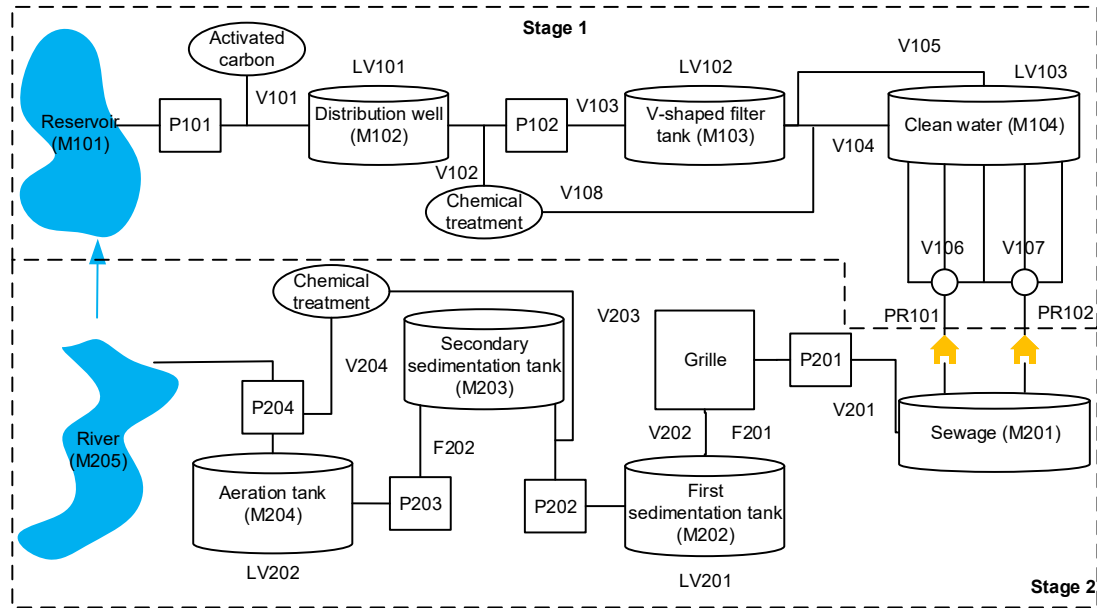 Stage 1
Activated
carbon
V105
LV101
LV102
LV103
V101
V103
Reservoir
(M101)
P101
Distribution well
(M102)
P102
V-shaped filter
tank (M103)
Clean water (M104)
V104
V102
V108
Chemical
treatment
V106
V107
Chemical
treatment
PR101
PR102
V203
Secondary
sedimentation tank
(M203)
Grille
P201
V204
P204
V201
River
(M205)
F202
V202
F201
Sewage (M201)
Aeration tank
(M204)
P203
P202
First
sedimentation tank
(M202)
LV202
LV201
Stage 2